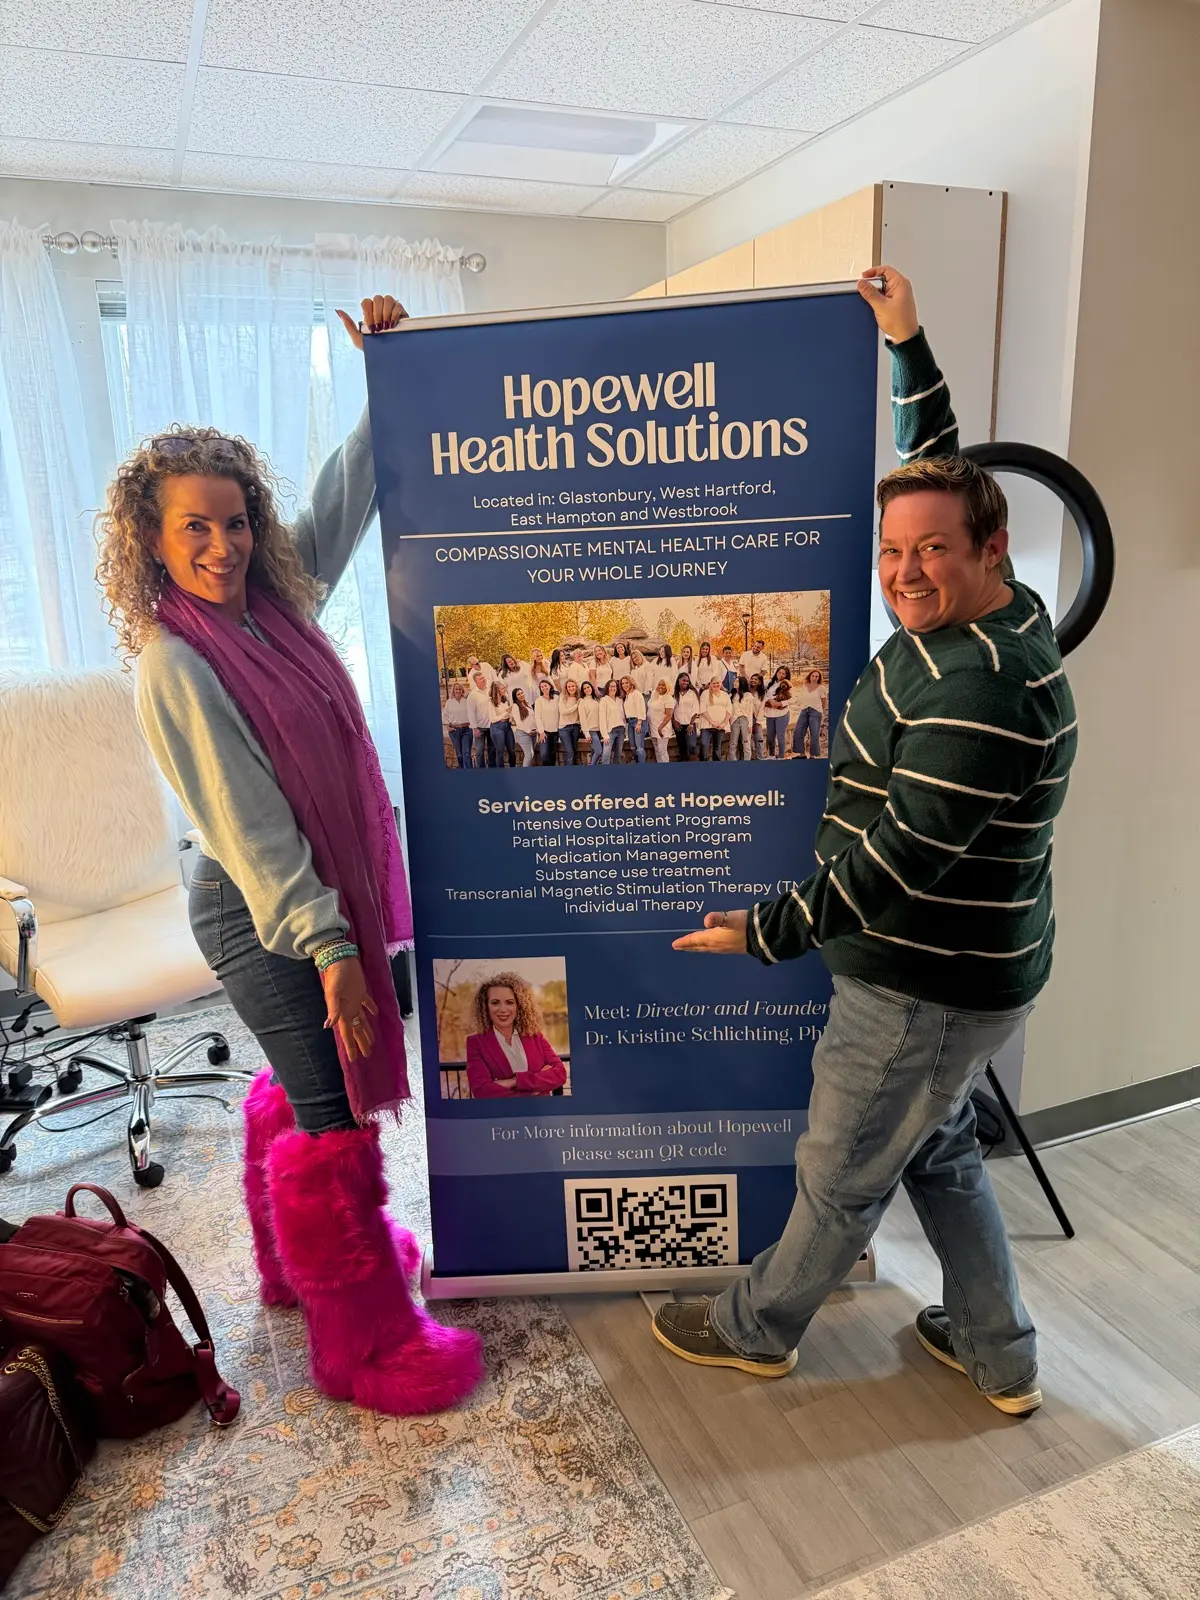 Hopewell
Health Solutions
Located in: Glastonbury, West Hartford,
East Hampton and Westbrook
COMPASSIONATE MENTAL HEALTH CARE FOR
YOUR WHOLE JOURNEY
Services offered at Hopewell:
Intensive Outpatient Programs
Partial Hospitalization Program
Medication Management
Substance use treatment
Transcranial Magnetic Stimulation Therapy
Individual Therapy
Meet: Director and Founder
Dr. Kristine Schlichting,
For More information about Hopewell
please scan QR code